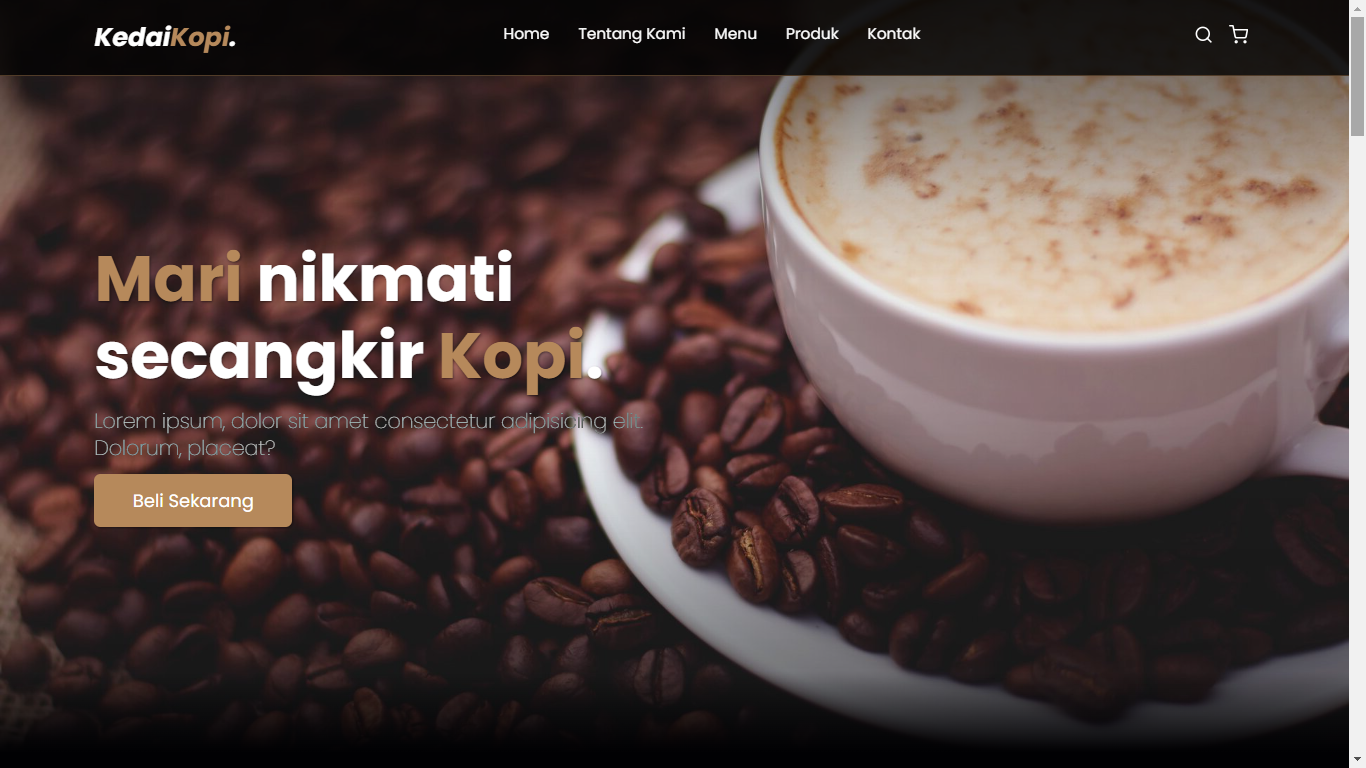 KedaiKopi.
Home Tentang Kami Menu Produk Kontak
Mari nikmati
secangkir Kopi.
Lorem ipsum, dolor sit amet consectetur adipisicing elit.
Dolorum, placeat?
Beli Sekarang